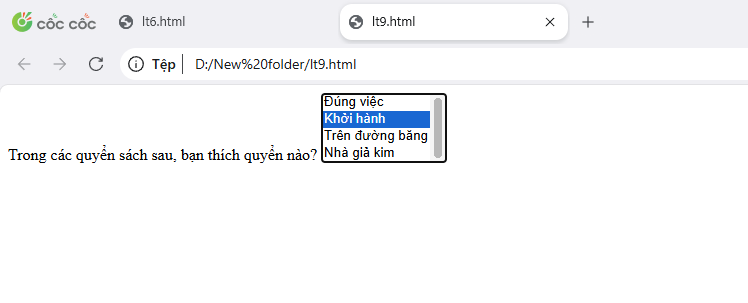 cốc cốc
lt6.html
lt9.html
Tệp
D:/New%20folder/lt9.html
Đúng việc
Khởi hành
Trên đường băng
Nhà giả kim
Trong các quyển sách sau, bạn thích quyển nào?